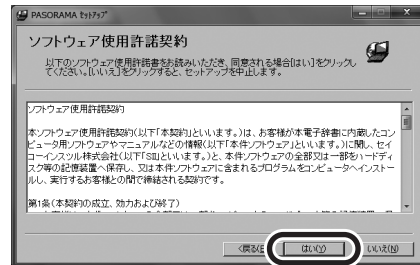 PASORAMA ｾｯﾄｱｯﾌﾟ
ソフトウェア使用許諾契約
以下のソフトウェア使用許諾書をお読みいただき、同意される場合[はい]をクリックし
てください。[いいえ]をクリックすると、セットアップを中止します。
ソフトウェア使用許諾契約
本ソフトウェア使用許諾契約(以下「本契約」といいます。)は、お客様が本電子辞書に内蔵したコン
ピュータ用ソフトウェアやマニュアルなどの情報(以下「本件ソフトウェア」といいます。)に関し、セイ
コーインスツル株式会社(以下「SII」といいます。)と、本件ソフトウェアの全部又は一部をハードディ
スク等の記憶装置へ保存し、又は本件ソフトウェアに含まれるプログラムをコンピュータへインストー
ルし、実行するお客様との間で締結される契約です。
第1条(本契約の成立、効力および終了)
<戻る(B
はい(Y)
いいえ(N)